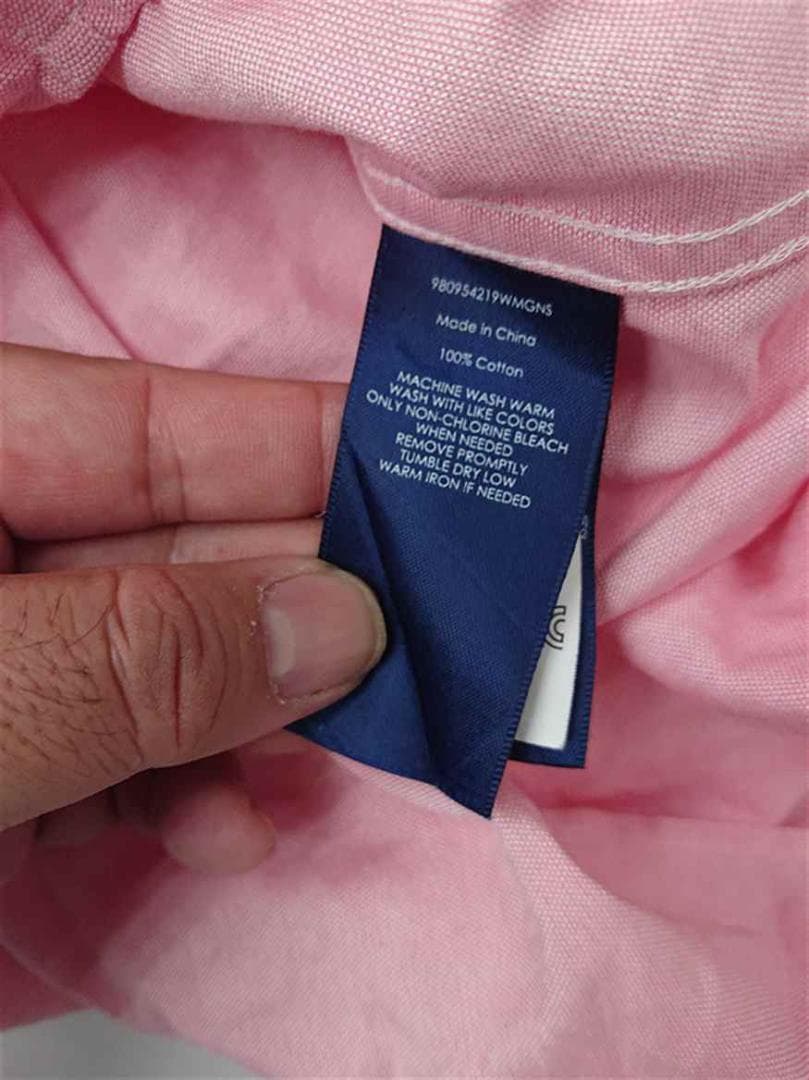 980954219WMGNS
Made in China
100% Cotton
MACHINE WASH WARM
WASH WITH LIKE COLORS
ONLY NON-CHLORINE BLEACH
WHEN NEEDED
REMOVE PROMPTLY
TUMBLE DRY LOW
WARM IRON IF NEEDED